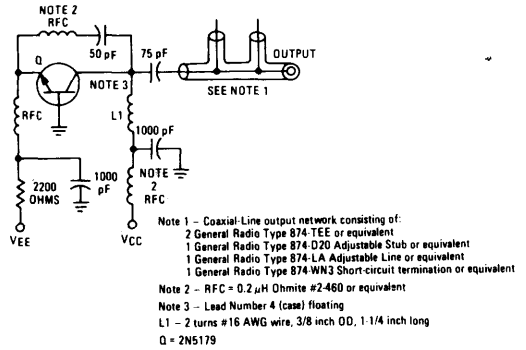 NOTE 2
RFC
50 pF
75 pF
OUTPUT
Q
NOTE 3
SEE NOTE 1
RFC
L1
1000 pF
2200
OHMS
1000
pF
NOTE
2
RFC
VEE
VCC
Note 1 – Coaxial-Line output network consisting of:
2 General Radio Type 874-TEE or equivalent
1 General Radio Type 874-D20 Adjustable Stub or equivalent
1 General Radio Type 874-LA Adjustable Line or equivalent
1 General Radio Type 874-WN3 Short-circuit termination or equivalent
Note 2 – RFC = 0.2 μH Ohmite #2-460 or equivalent
Note 3 – Lead Number 4 (case) floating
L1 – 2 turns #16 AWG wire, 3/8 inch OD, 1-1/4 inch long
Q = 2N5179